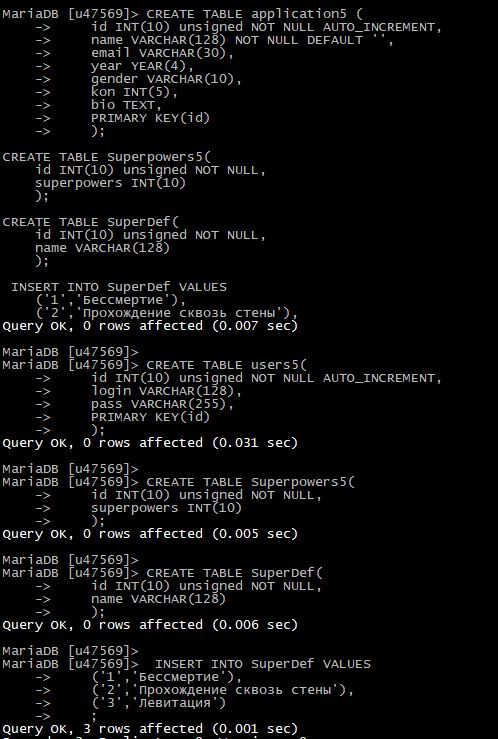 MariaDB [u47569]> CREATE TABLE application5 (
    ->     id INT(10) unsigned NOT NULL AUTO_INCREMENT,
    ->     name VARCHAR(128) NOT NULL DEFAULT '',
    ->     email VARCHAR(30),
    ->     year YEAR(4),
    ->     gender VARCHAR(10),
    ->     kon INT(5),
    ->     bio TEXT,
    ->     PRIMARY KEY(id)
    ->     );
CREATE TABLE Superpowers5(
    id INT(10) unsigned NOT NULL,
    superpowers INT(10)
    );
CREATE TABLE SuperDef(
    id INT(10) unsigned NOT NULL,
    name VARCHAR(128)
    );
 INSERT INTO SuperDef VALUES
    ('1','Бессмертие'),
    ('2','Прохождение сквозь стены'),
Query OK, 0 rows affected (0.007 sec)
MariaDB [u47569]>
MariaDB [u47569]> CREATE TABLE users5(
    ->     id INT(10) unsigned NOT NULL AUTO_INCREMENT,
    ->     login VARCHAR(128),
    ->     pass VARCHAR(255),
    ->     PRIMARY KEY(id)
    ->     );
Query OK, 0 rows affected (0.031 sec)
MariaDB [u47569]>
MariaDB [u47569]> CREATE TABLE Superpowers5(
    ->     id INT(10) unsigned NOT NULL,
    ->     superpowers INT(10)
    ->     );
Query OK, 0 rows affected (0.005 sec)
MariaDB [u47569]>
MariaDB [u47569]> CREATE TABLE SuperDef(
    ->     id INT(10) unsigned NOT NULL,
    ->     name VARCHAR(128)
    ->     );
Query OK, 0 rows affected (0.006 sec)
MariaDB [u47569]>
MariaDB [u47569]>  INSERT INTO SuperDef VALUES
    ->     ('1','Бессмертие'),
    ->     ('2','Прохождение сквозь стены'),
    ->     ('3','Левитация')
    ->     ;
Query OK, 3 rows affected (0.001 sec)